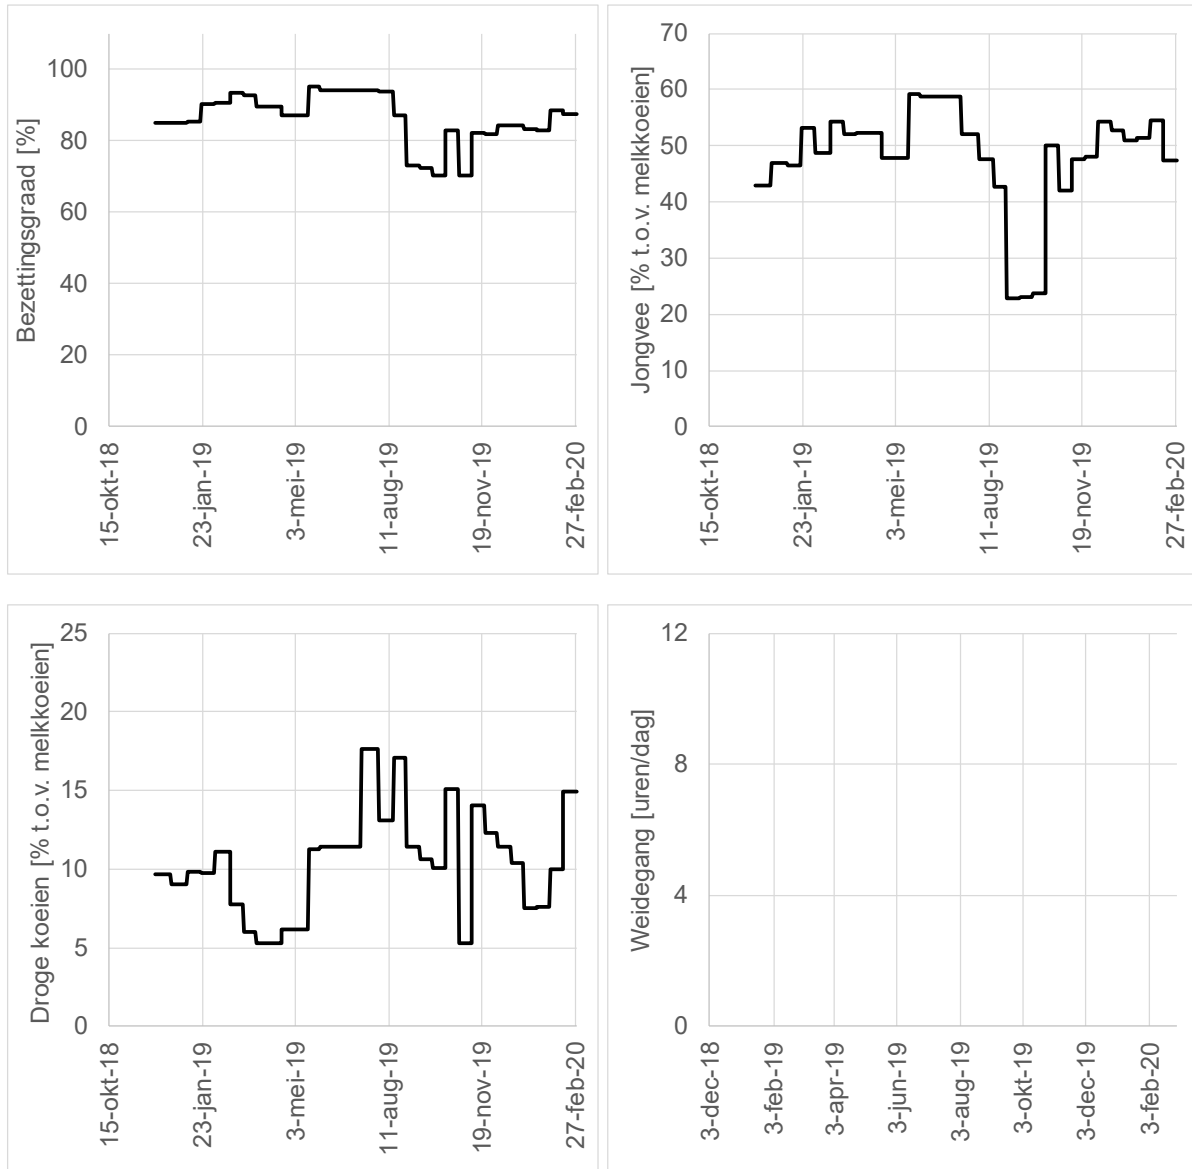 Bezettingsgraad [%]
100
80
60
40
20
0
15-okt-18
23-jan-19
3-mei-19
11-aug-19
19-nov-19
27-feb-20
Jongvee [% t.o.v. melkkoeien]
70
60
50
40
30
20
10
0
15-okt-18
23-jan-19
3-mei-19
11-aug-19
19-nov-19
27-feb-20
Droge koeien [% t.o.v. melkkoeien]
25
20
15
10
5
0
15-okt-18
23-jan-19
3-mei-19
11-aug-19
19-nov-19
27-feb-20
Weidegang [uren/dag]
12
8
4
0
3-dec-18
3-feb-19
3-apr-19
3-jun-19
3-aug-19
3-okt-19
3-dec-19
3-feb-20